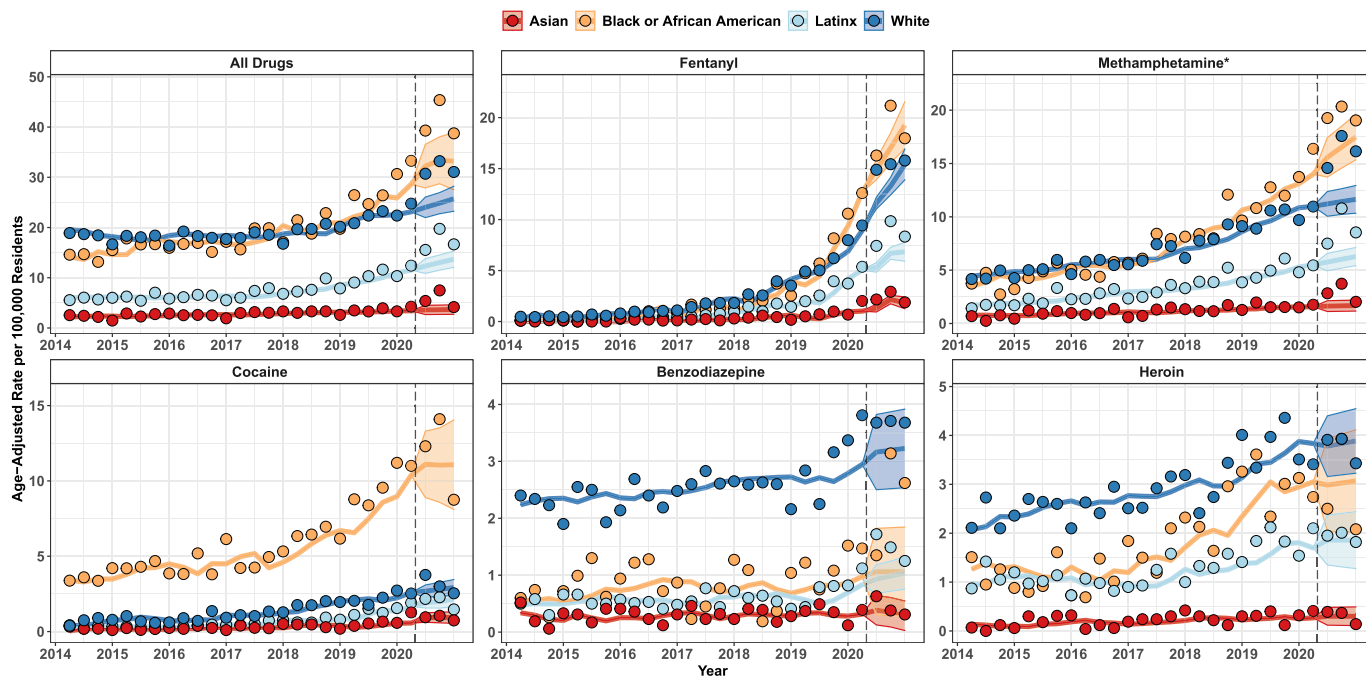 Asian Black or African American Latinx White
All Drugs Fentanyl Methamphetamine*
50
40
30
20
10
0
2014 2015 2016 2017 2018 2019 2020
20
15
10
5
0
2014 2015 2016 2017 2018 2019 2020
20
15
10
5
0
2014 2015 2016 2017 2018 2019 2020
Cocaine Benzodiazepine Heroin
15
10
5
0
2014 2015 2016 2017 2018 2019 2020
4
3
2
1
0
2014 2015 2016 2017 2018 2019 2020
5
4
3
2
1
0
2014 2015 2016 2017 2018 2019 2020
Age−Adjusted Rate per 100,000 Residents
Year